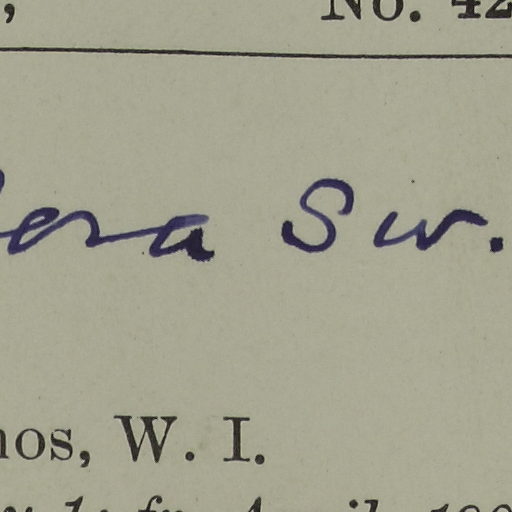 , No. 42
era Sw.
nos, W. I.